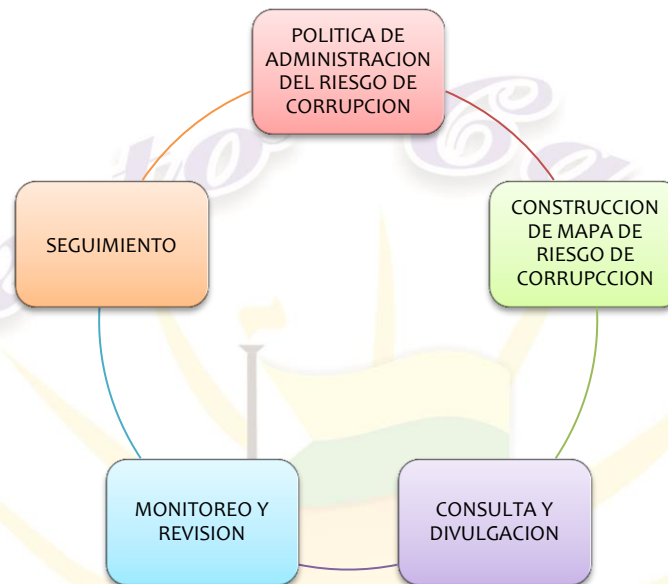 POLITICA DE
ADMINISTRACION
DEL RIESGO DE
CORRUPCION
CONSTRUCCION
DE MAPA DE
RIESGO DE
CORRUPCCION
CONSULTA Y
DIVULGACION
MONITOREO Y
REVISION
SEGUIMIENTO